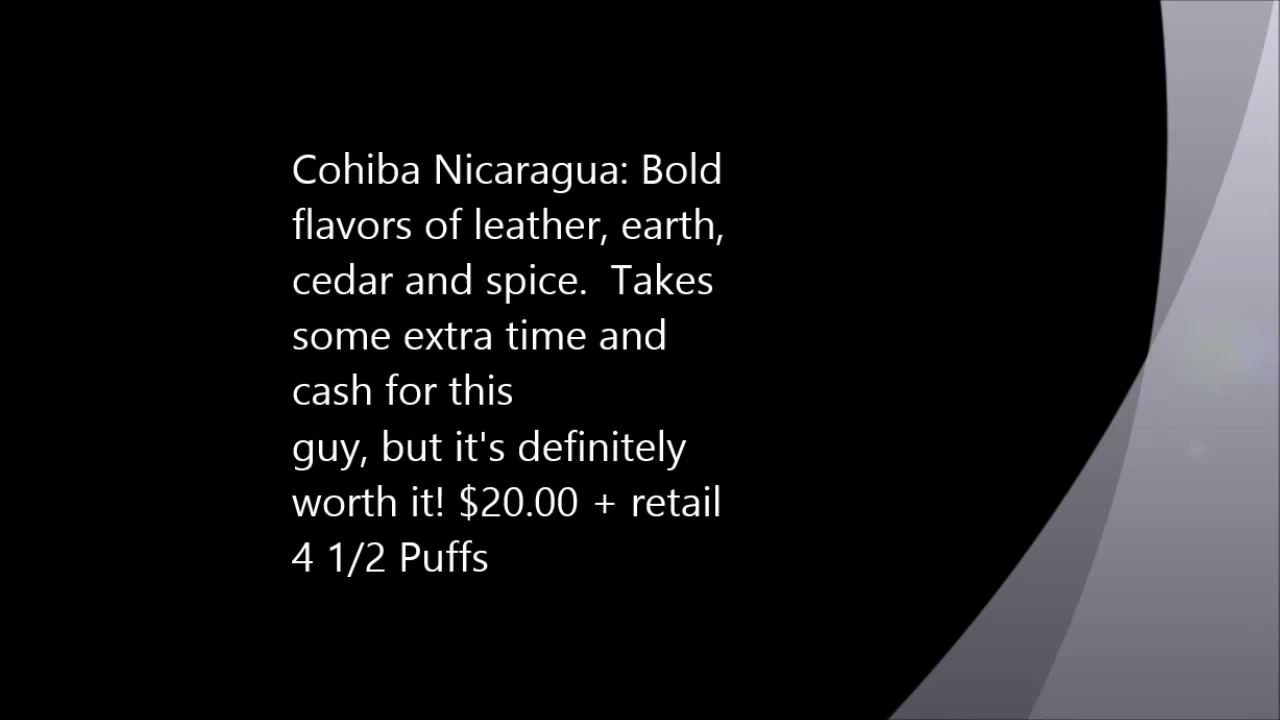 Cohiba Nicaragua: Bold
flavors of leather, earth,
cedar and spice.  Takes
some extra time and
cash for this
guy, but it's definitely
worth it! $20.00 + retail
4 1/2 Puffs